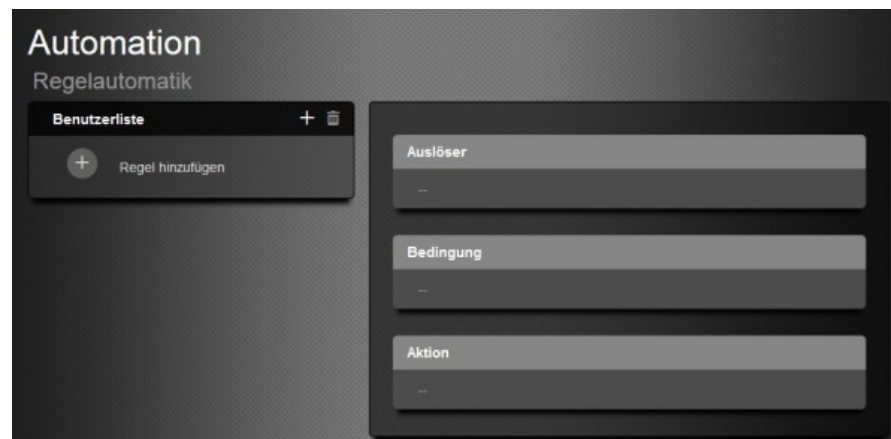 Automation
Regelautomatik
Benutzerliste
Regel hinzufügen
Auslöser
...
Bedingung
...
Aktion
...